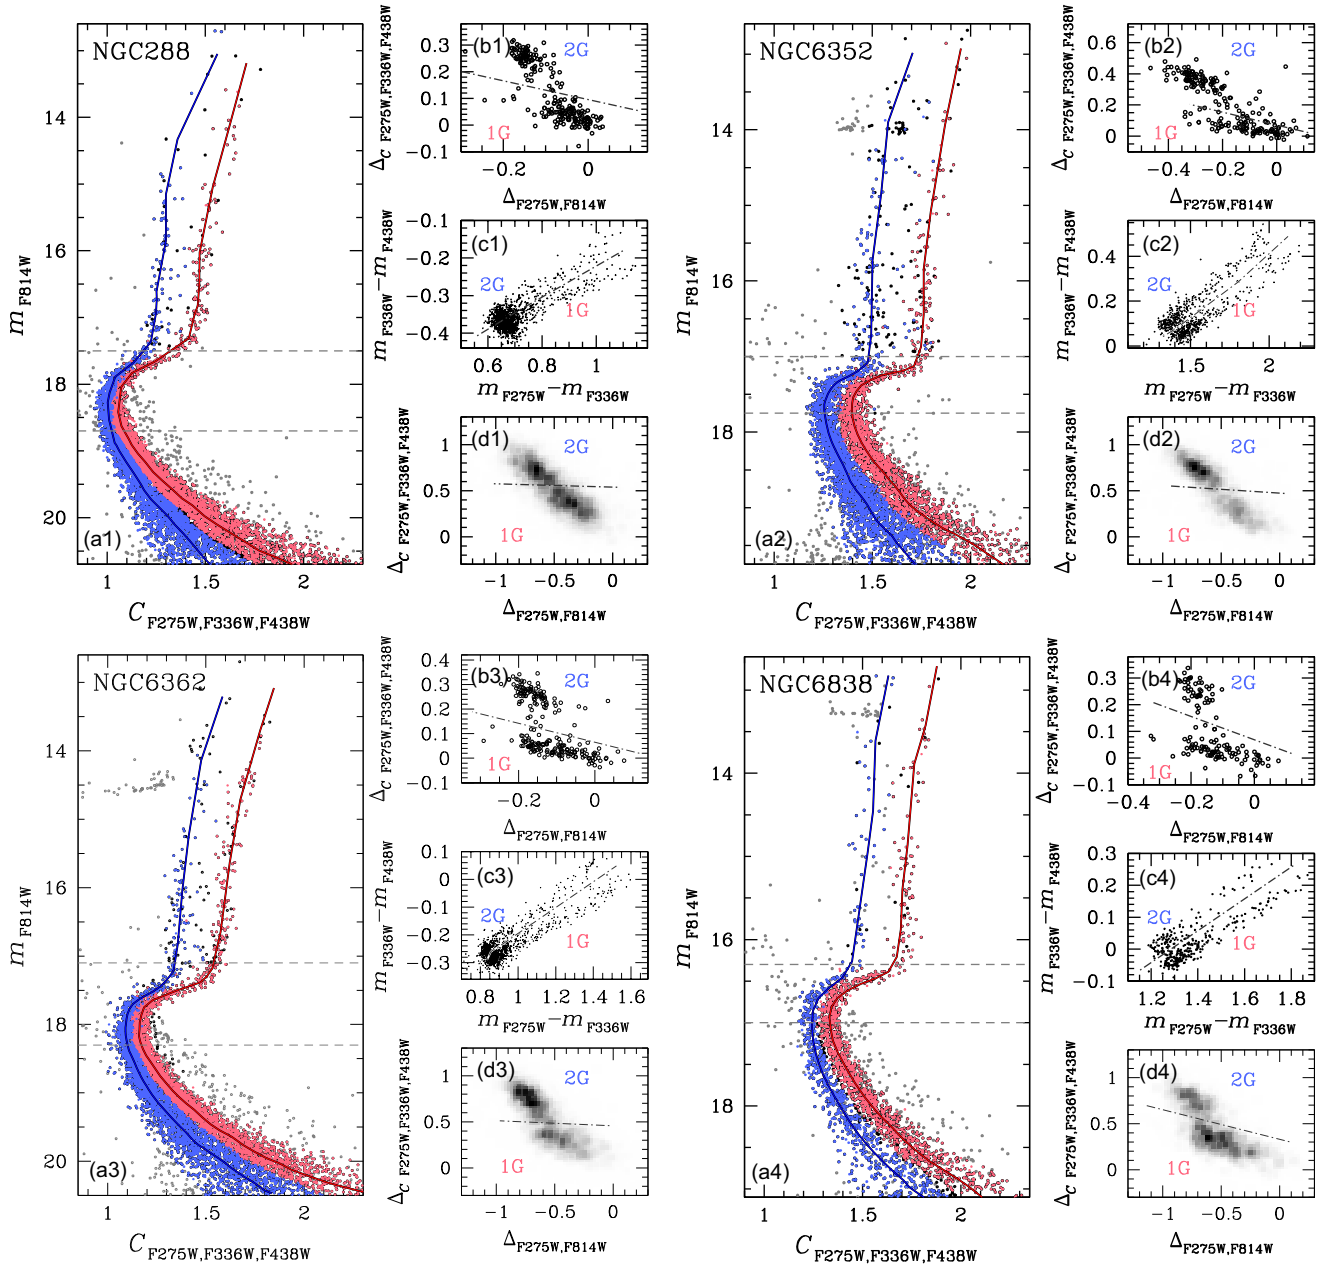 NGC288
14
16
18
20
m F814W
(a1)
1
1.5
2
C F275W,F336W,F438W
(b1)
2G
1G
0.3
0.2
0.1
0
−0.1
−0.2
0
Δ C F275W,F336W,F438W
Δ F275W,F814W
(c1)
2G
1G
−0.1
−0.2
−0.3
−0.4
0.6
0.8
1
m F336W−m F438W
m F275W−m F336W
(d1)
2G
1G
1
0.5
0
−1
−0.5
0
Δ C F275W,F336W,F438W
Δ F275W,F814W
NGC6352
14
16
18
m F814W
(a2)
1
1.5
2
C F275W,F336W,F438W
(b2)
2G
1G
0.6
0.4
0.2
0
−0.4
−0.2
0
Δ C F275W,F336W,F438W
Δ F275W,F814W
(c2)
2G
1G
0.4
0.2
0
1.5
2
m F336W−m F438W
m F275W−m F336W
(d2)
2G
1G
1
0.5
0
−1
−0.5
0
Δ C F275W,F336W,F438W
Δ F275W,F814W
NGC6362
14
16
18
20
m F814W
(a3)
1
1.5
2
C F275W,F336W,F438W
(b3)
2G
1G
0.4
0.3
0.2
0.1
0
−0.1
−0.2
0
Δ C F275W,F336W,F438W
Δ F275W,F814W
(c3)
2G
1G
0.1
0
−0.1
−0.2
−0.3
0.8
1
1.2
1.4
1.6
m F336W−m F438W
m F275W−m F336W
(d3)
2G
1G
1
0.5
0
−1
−0.5
0
Δ C F275W,F336W,F438W
Δ F275W,F814W
NGC6838
14
16
18
m F814W
(a4)
1
1.5
2
C F275W,F336W,F438W
(b4)
2G
1G
0.3
0.2
0.1
0
−0.1
−0.4
−0.2
0
Δ C F275W,F336W,F438W
Δ F275W,F814W
(c4)
2G
1G
0.3
0.2
0.1
0
−0.1
1.2
1.4
1.6
1.8
m F336W−m F438W
m F275W−m F336W
(d4)
2G
1G
1
0.5
0
−1
−0.5
0
Δ C F275W,F336W,F438W
Δ F275W,F814W